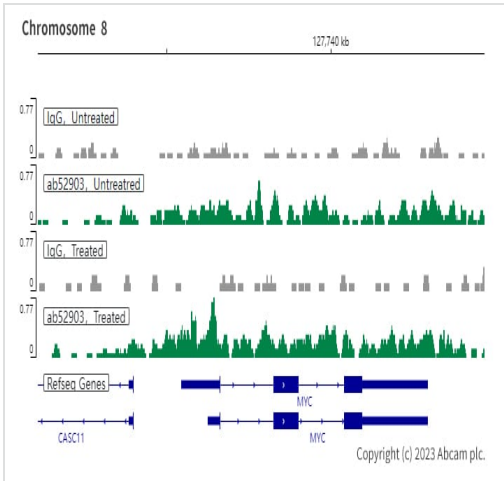 Chromosome 8
127,740 kb
0.77
IgG, Untreated
0
0.77
ab52903, Untreatred
0
0.77
IgG, Treated
0
0.77
ab52903, Treated
0
Refseq Genes
MYC
CASC11
MYC
Copyright (c) 2023 Abcam plc.